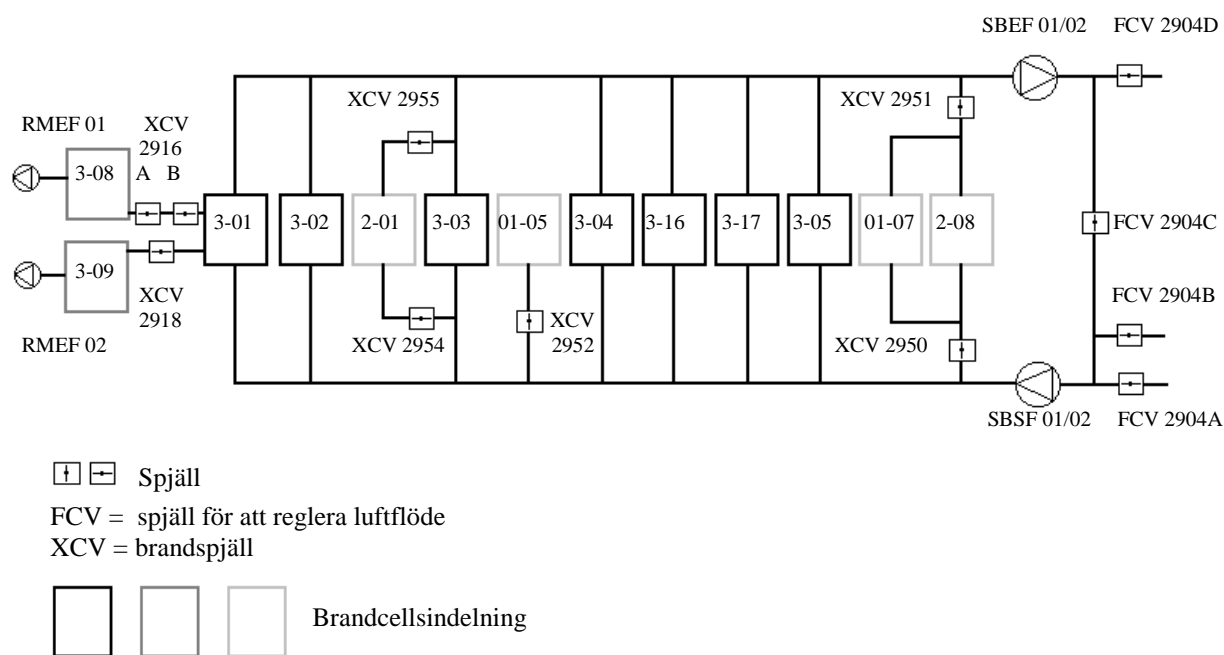 SBEF 01/02 FCV 2904D
XCV 2955 XCV 2951
RMEF 01 XCV
2916
A B
3-08
3-01 3-02 2-01 3-03 01-05 3-04 3-16 3-17 3-05 01-07 2-08
FCV 2904C
3-09
XCV
2918
RMEF 02
XCV 2954
XCV
2952
XCV 2950
FCV 2904B
SBSF 01/02 FCV 2904A
Spjäll
FCV = spjäll för att reglera luftflöde
XCV = brandspjäll
Brandcellsindelning